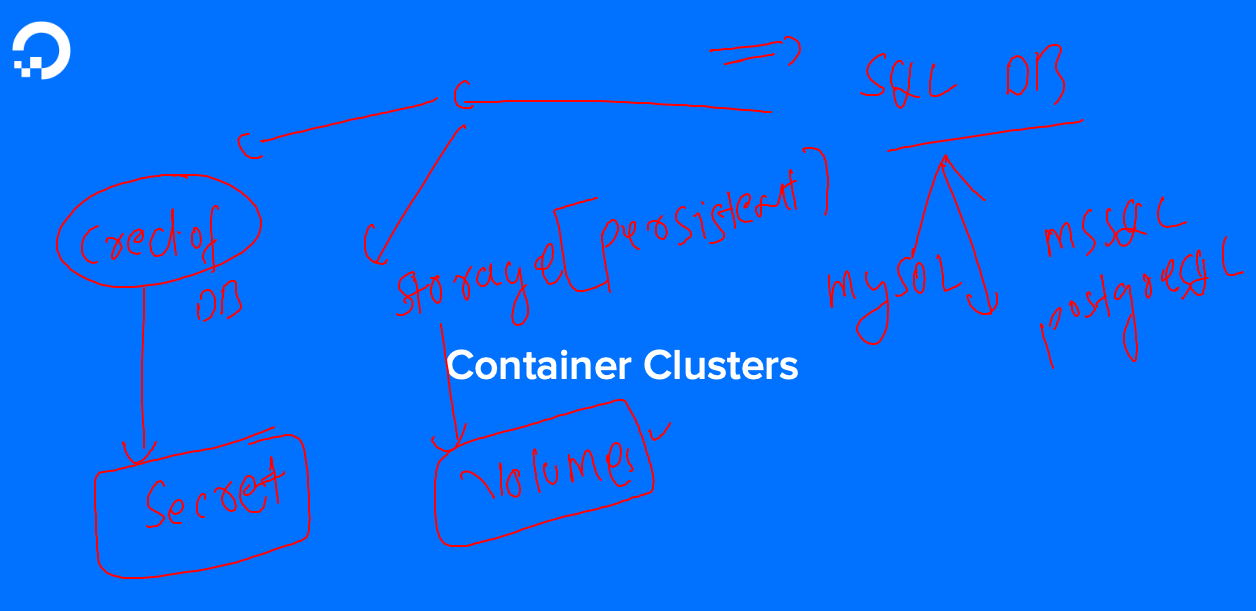 SQL DB
Cred of
DB
Storage [persistent]
mySQL
mssql
postgresql
Container Clusters
Secret
Volumes